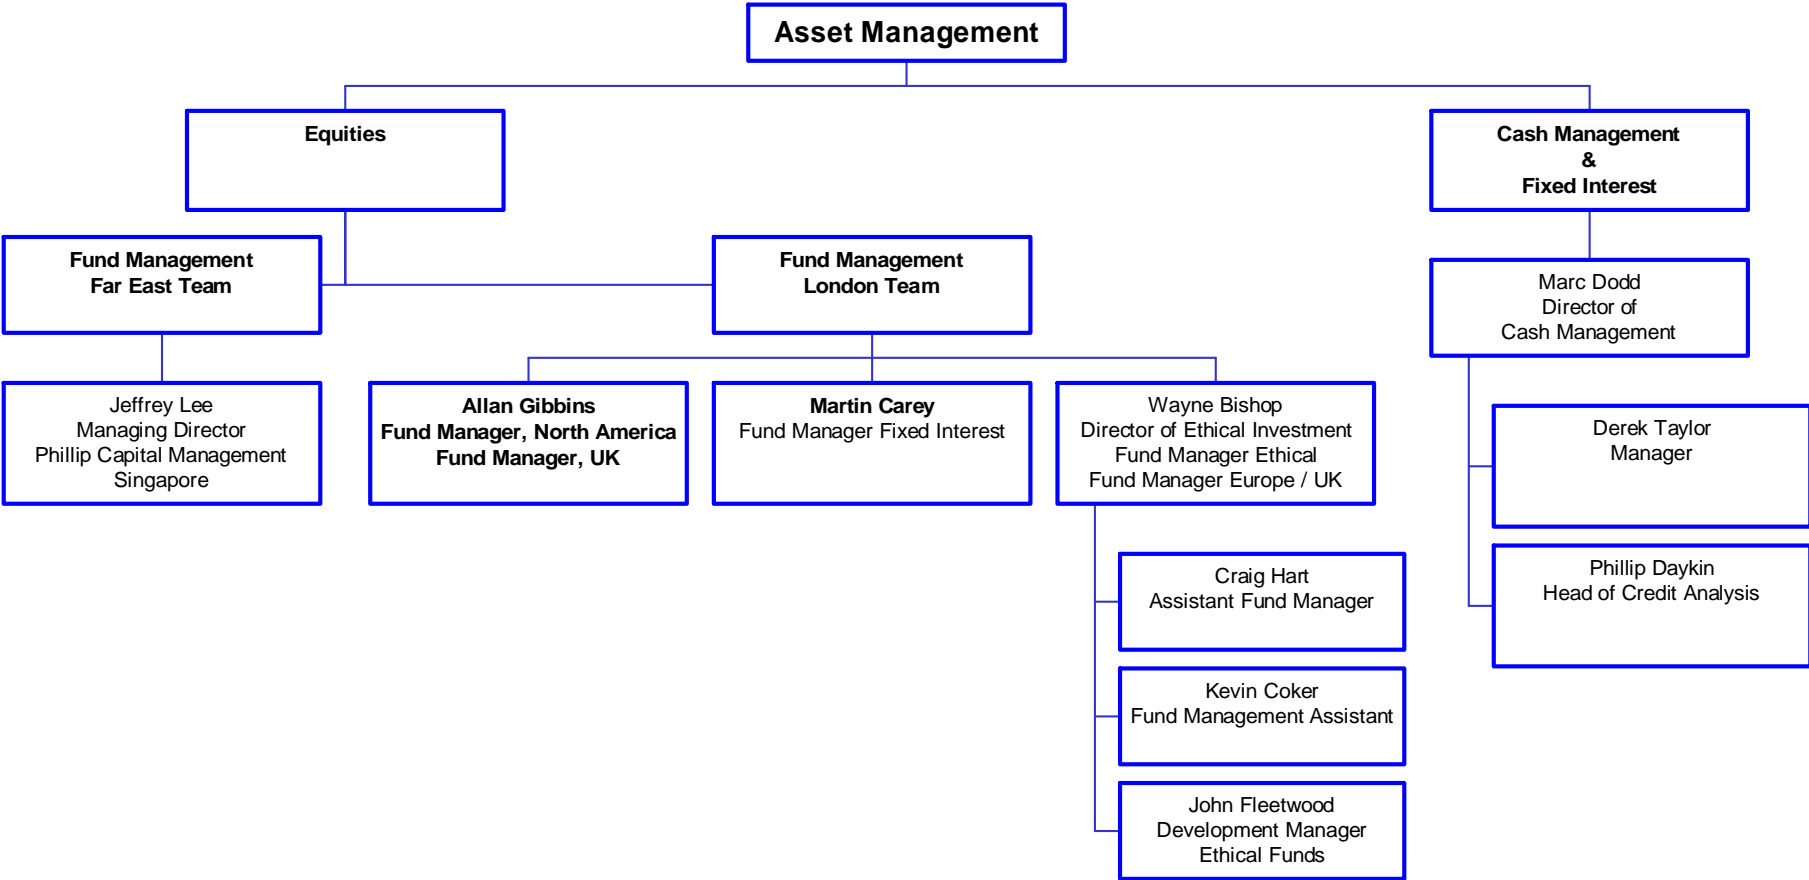 Asset Management
Equities
Cash Management
&
Fixed Interest
Fund Management
Far East Team
Fund Management
London Team
Marc Dodd
Director of
Cash Management
Jeffrey Lee
Managing Director
Phillip Capital Management
Singapore
Allan Gibbins
Fund Manager, North America
Fund Manager, UK
Martin Carey
Fund Manager Fixed Interest
Wayne Bishop
Director of Ethical Investment
Fund Manager Ethical
Fund Manager Europe / UK
Derek Taylor
Manager
Craig Hart
Assistant Fund Manager
Phillip Daykin
Head of Credit Analysis
Kevin Coker
Fund Management Assistant
John Fleetwood
Development Manager
Ethical Funds